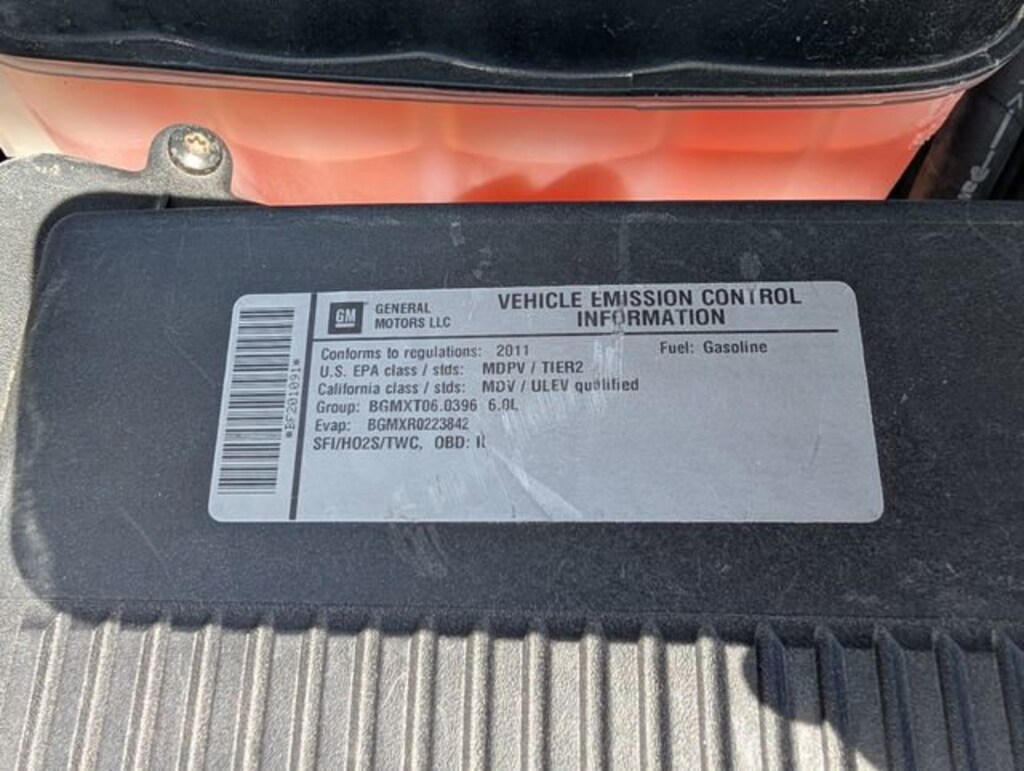 GM
GENERAL
MOTORS LLC
VEHICLE EMISSION CONTROL
INFORMATION
Conforms to regulations: 2011
Fuel: Gasoline
U.S. EPA class / stds: MDPV / TIER2
California class / stds: MDV / ULEV qualified
Group: BGMXT06.0396 6.0L
Evap: BGMXR0223842
SFI/HO2S/TWC, OBD: II